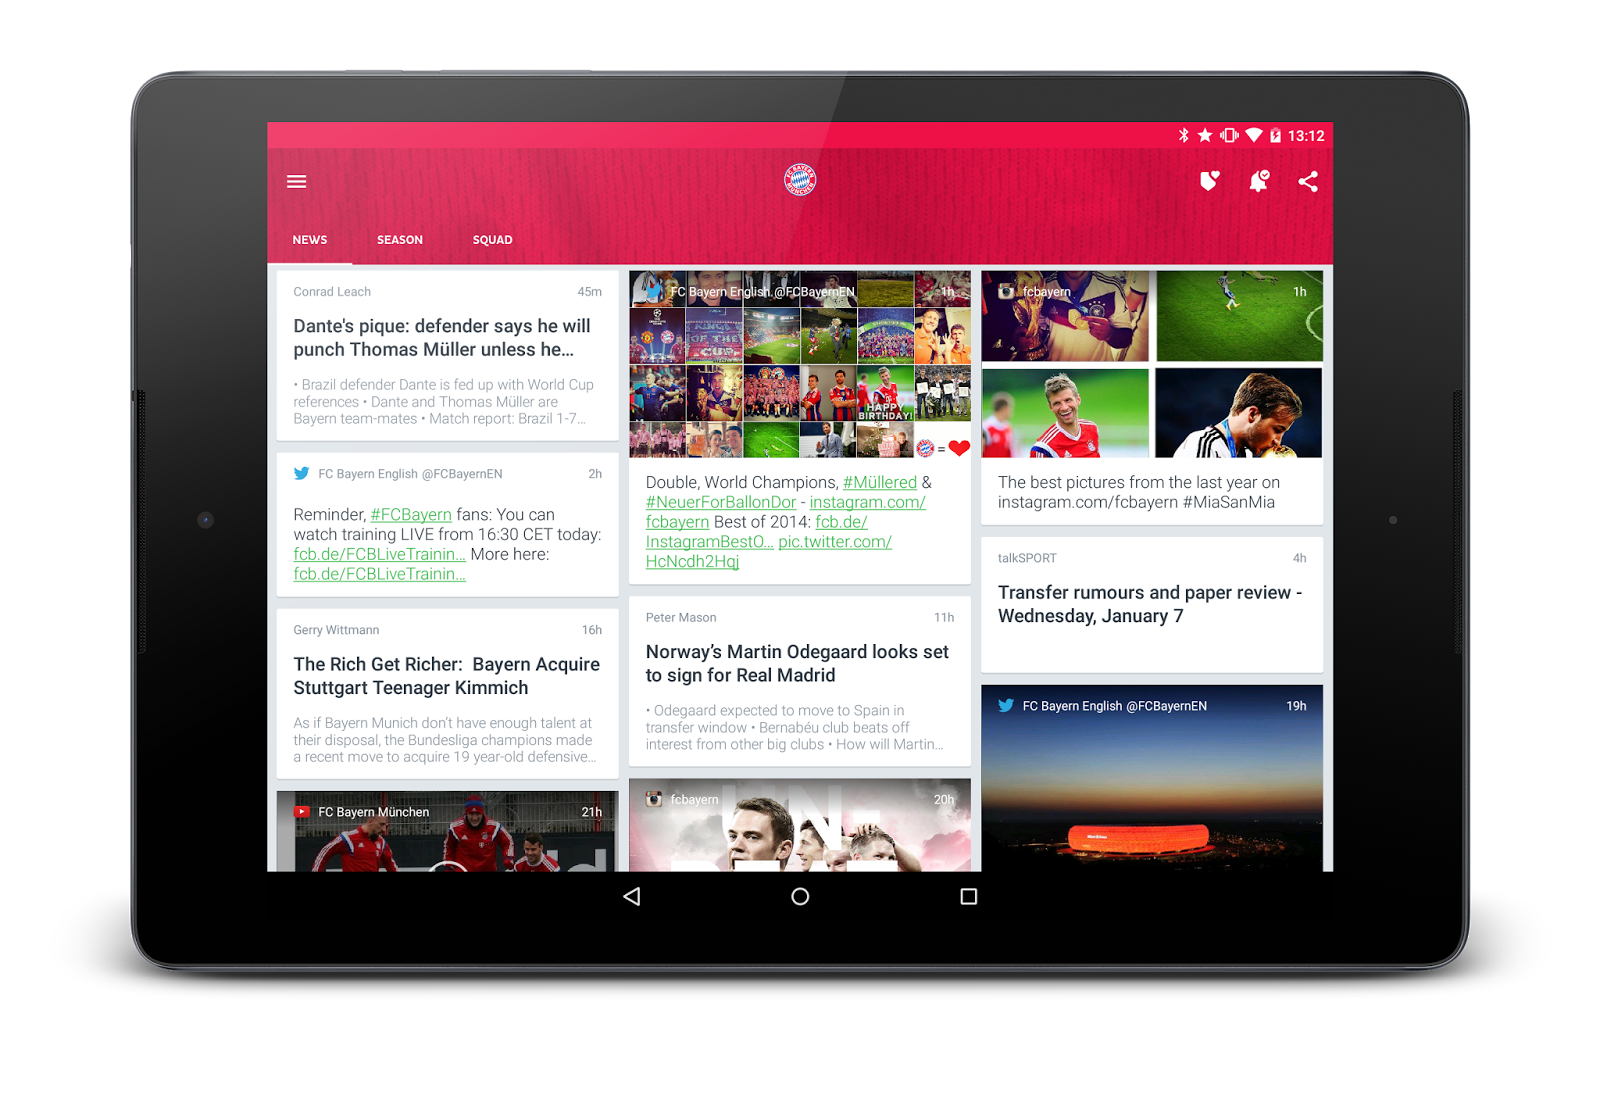 13:12
FC BAYERN
MÜNCHEN
NEWS
SEASON
SQUAD
Conrad Leach
45m
Dante's pique: defender says he will
punch Thomas Müller unless he...
• Brazil defender Dante is fed up with World Cup
references • Dante and Thomas Müller are
Bayern team-mates • Match report: Brazil 1-7...
FC Bayern English @FCBayernEN
2h
Reminder, #FCBayern fans: You can
watch training LIVE from 16:30 CET today:
fcb.de/FCBLiveTrainin... More here:
fcb.de/FCBLiveTrainin...
Gerry Wittmann
16h
The Rich Get Richer:  Bayern Acquire
Stuttgart Teenager Kimmich
As if Bayern Munich don't have enough talent at
their disposal, the Bundesliga champions made
a recent move to acquire 19 year-old defensive...
FC Bayern München
21h
FC Bayern English @FCBayernEN
1h
KINGS
OF THE
CUP
HAPPY
BIRTHDAY!
=
Double, World Champions, #Müllered &
#NeuerForBallonDor - instagram.com/
fcbayern Best of 2014: fcb.de/
InstagramBestO... pic.twitter.com/
HcNcdh2Hqj
Peter Mason
11h
Norway’s Martin Odegaard looks set
to sign for Real Madrid
• Odegaard expected to move to Spain in
transfer window • Bernabéu club beats off
interest from other big clubs • How will Martin...
fcbayern
20h
UN-
fcbayern
1h
The best pictures from the last year on
instagram.com/fcbayern #MiaSanMia
talkSPORT
4h
Transfer rumours and paper review -
Wednesday, January 7
FC Bayern English @FCBayernEN
19h